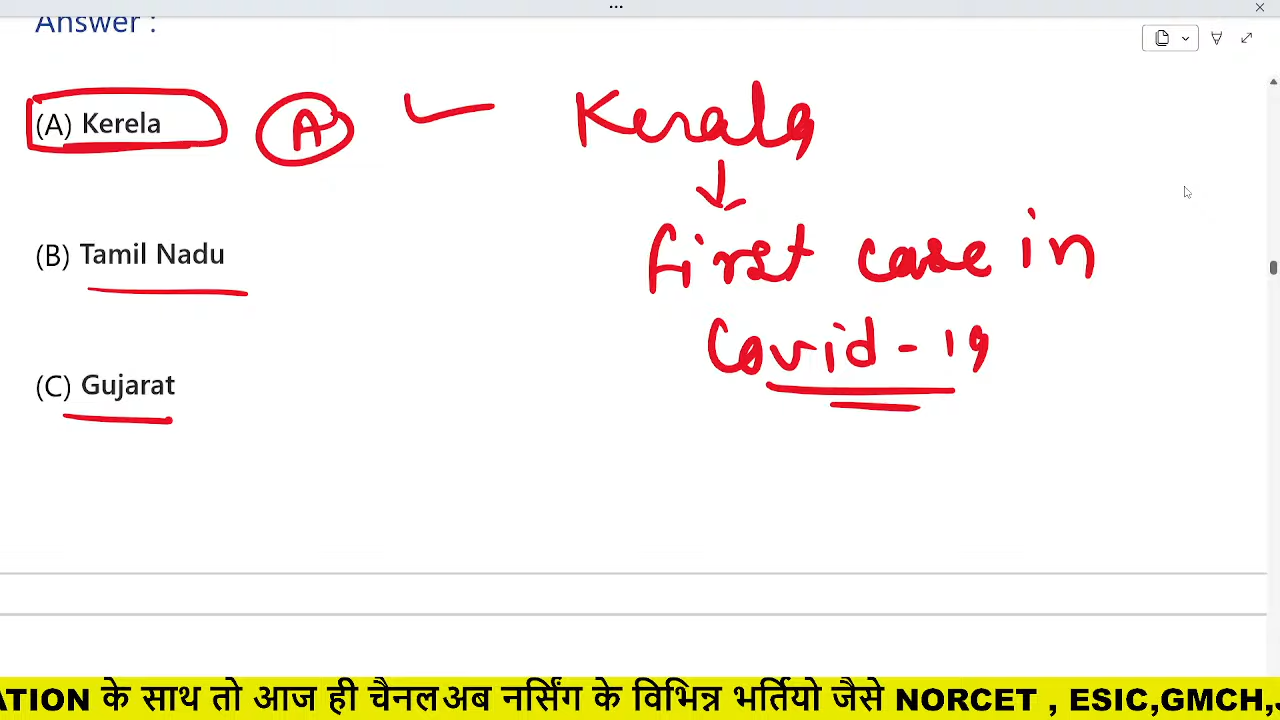 Answer :
(A) Kerela
A
Kerala
First case in
Covid-19
(B) Tamil Nadu
(C) Gujarat
ATION के साथ तो आज ही चैनलअब नर्सिंग के विभिन्न भर्तियो जैसे NORCET , ESIC,GMCH,